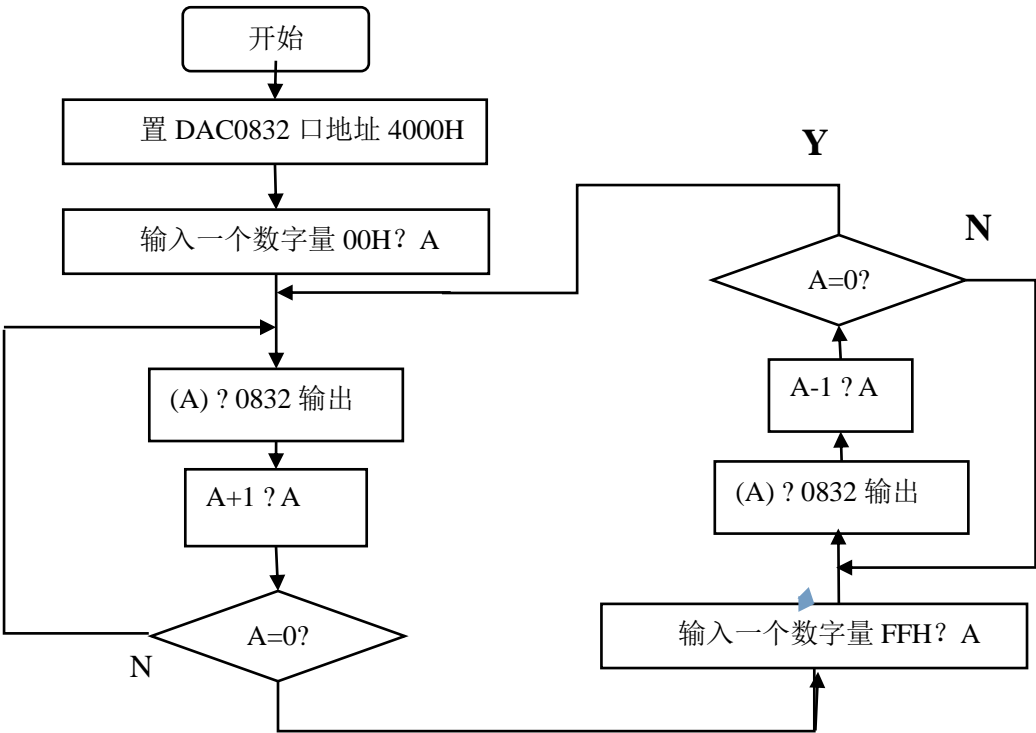 开始
置 DAC0832 口地址 4000H
输入一个数字量 00H？A
(A) ? 0832 输出
A+1 ? A
A=0?
N
Y
N
A=0?
A-1 ? A
(A) ? 0832 输出
输入一个数字量 FFH？A